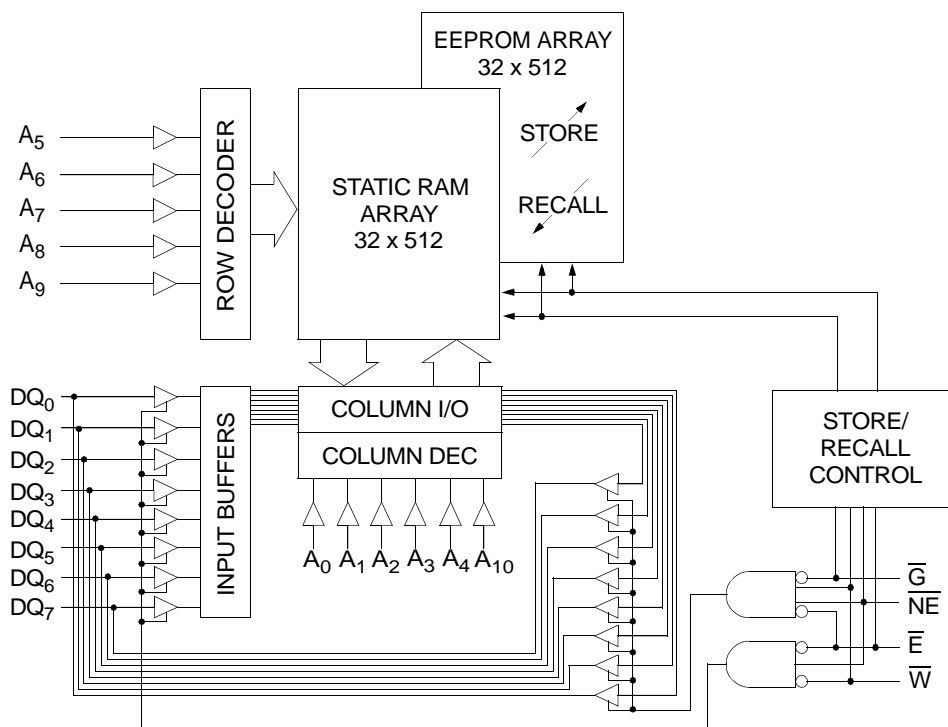 EEPROM ARRAY
32 x 512
STORE
RECALL
STATIC RAM
ARRAY
32 x 512
ROW DECODER
A5
A6
A7
A8
A9
DQ0
DQ1
DQ2
DQ3
DQ4
DQ5
DQ6
DQ7
INPUT BUFFERS
COLUMN I/O
COLUMN DEC
A0 A1 A2 A3 A4 A10
STORE/
RECALL
CONTROL
G̅
N̅E̅
E̅
W̅